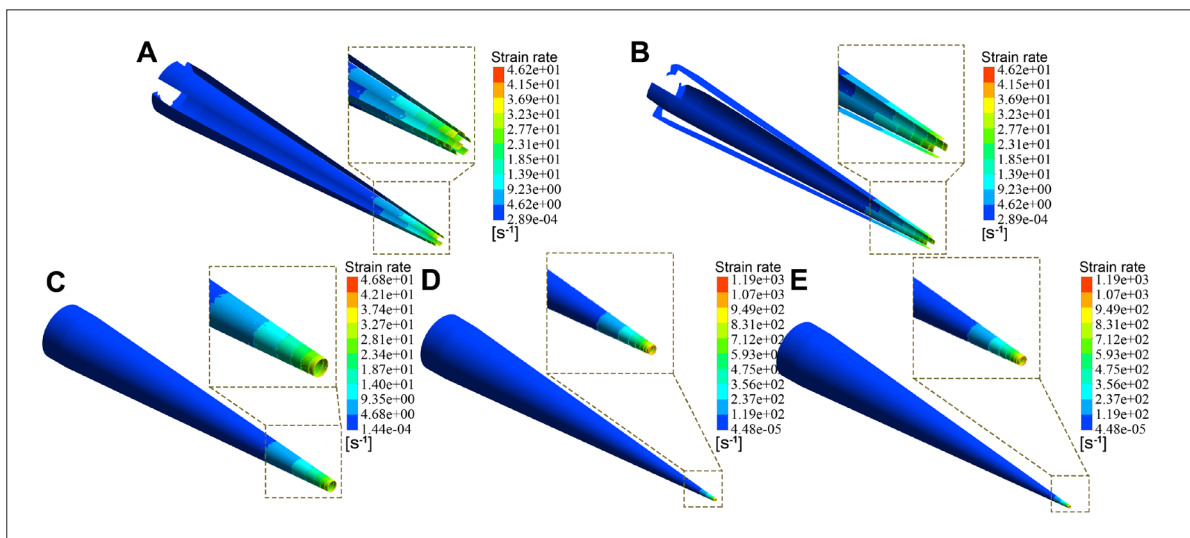 A
Strain rate
4.62e+01
4.15e+01
3.69e+01
3.23e+01
2.77e+01
2.31e+01
1.85e+01
1.39e+01
9.23e+00
4.62e+00
2.89e-04
[s-1]
B
Strain rate
4.62e+01
4.15e+01
3.69e+01
3.23e+01
2.77e+01
2.31e+01
1.85e+01
1.39e+01
9.23e+00
4.62e+00
2.89e-04
[s-1]
C
Strain rate
4.68e+01
4.21e+01
3.74e+01
3.27e+01
2.81e+01
2.34e+01
1.87e+01
1.40e+01
9.35e+00
4.68e+00
1.44e-04
[s-1]
D
Strain rate
1.19e+03
1.07e+03
9.49e+02
8.31e+02
7.12e+02
5.93e+02
4.75e+02
3.56e+02
2.37e+02
1.19e+02
4.48e-05
[s-1]
E
Strain rate
1.19e+03
1.07e+03
9.49e+02
8.31e+02
7.12e+02
5.93e+02
4.75e+02
3.56e+02
2.37e+02
1.19e+02
4.48e-05
[s-1]